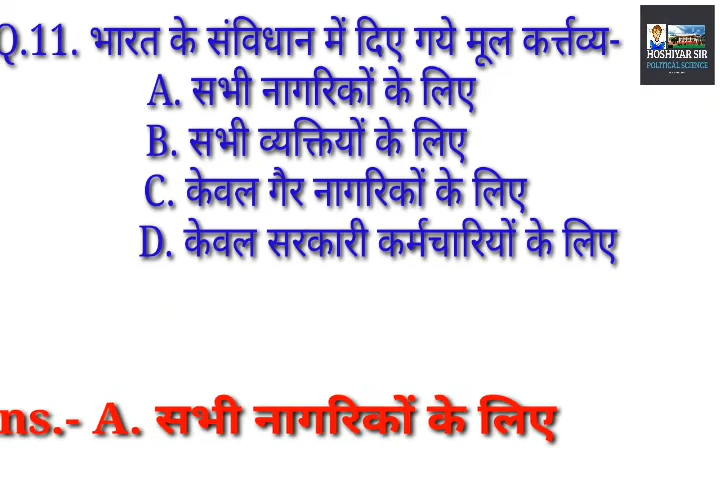 Q.11. भारत के संविधान में दिए गये मूल कर्त्तव्य-
A. सभी नागरिकों के लिए
B. सभी व्यक्तियों के लिए
C. केवल गैर नागरिकों के लिए
D. केवल सरकारी कर्मचारियों के लिए
ns.- A. सभी नागरिकों के लिए
HOSHIYAR SIR
POLITICAL SCIENCE